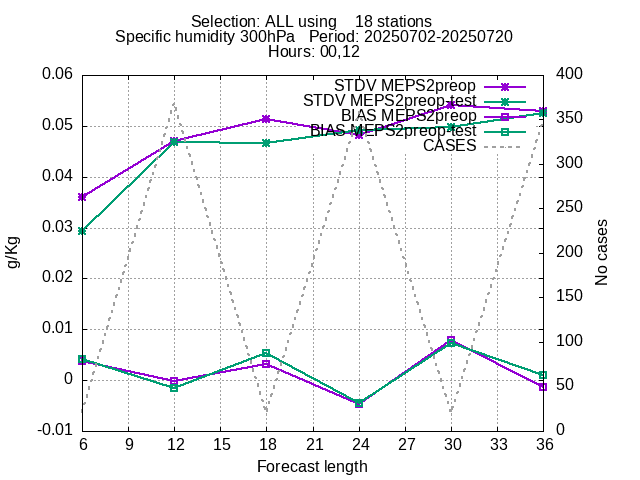 Selection: ALL using    18 stations
Specific humidity 300hPa   Period: 20250702-20250720
Hours: 00,12
0.06
0.05
0.04
0.03
0.02
0.01
0
-0.01
400
350
300
250
200
150
100
50
0
STDV MEPS2preop
STDV MEPS2preop-test
BIAS MEPS2preop
BIAS MEPS2preop-test
CASES
g/Kg
No cases
6 9 12 15 18 21 24 27 30 33 36
Forecast length